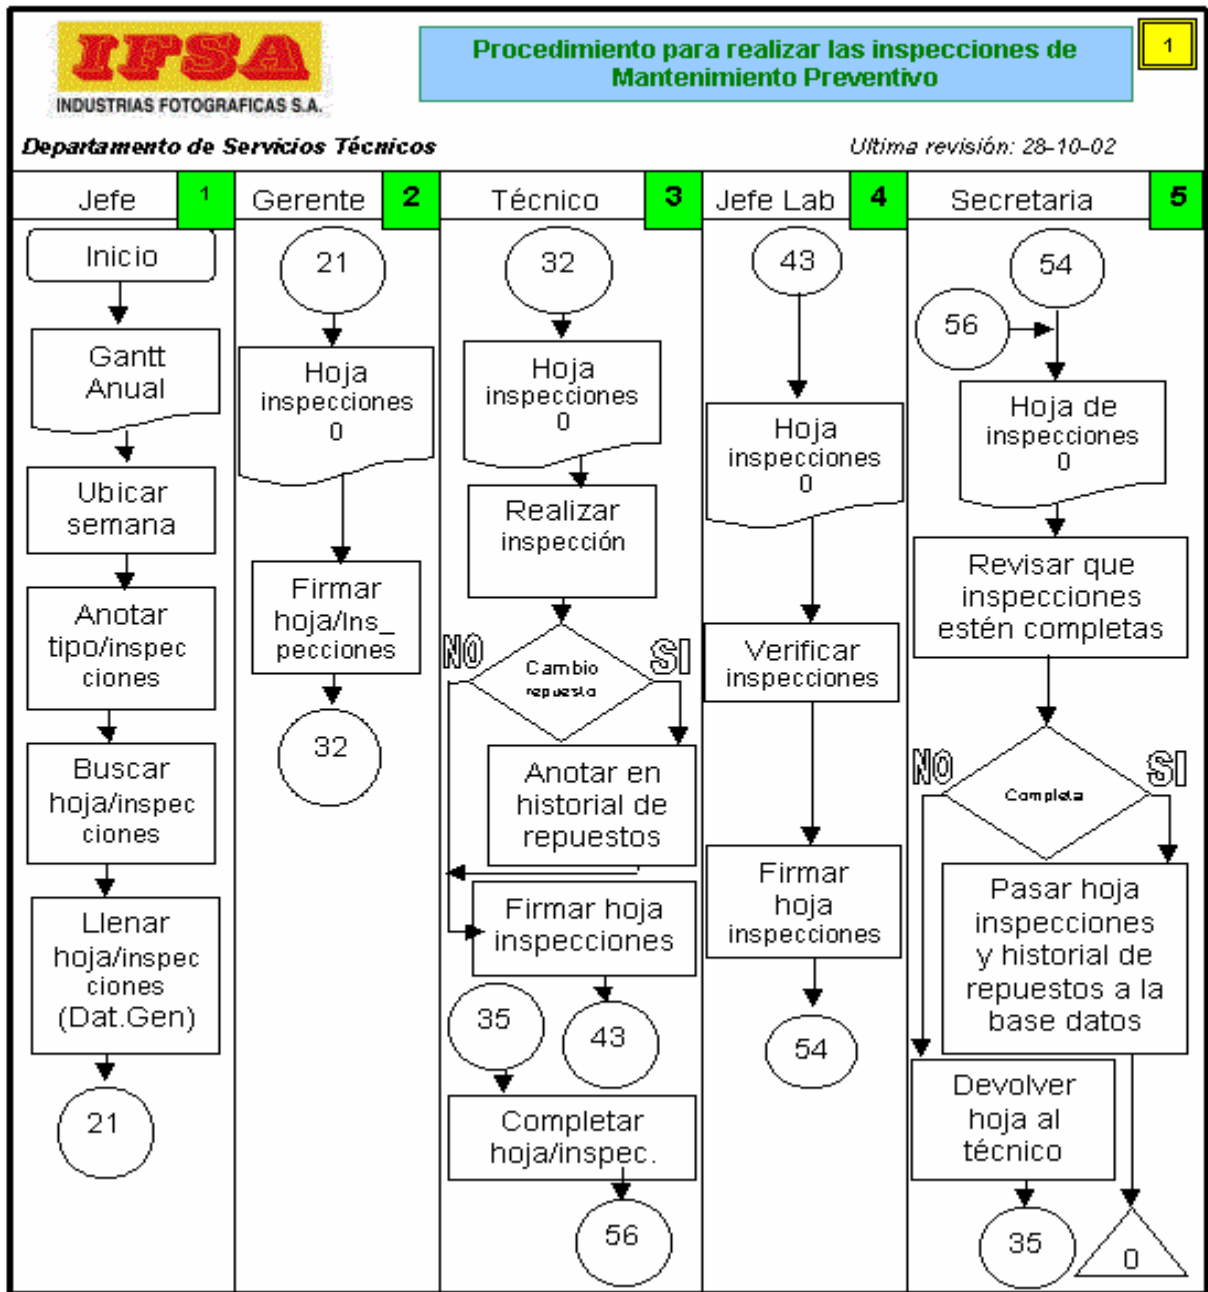 IFSA
INDUSTRIAS FOTOGRAFICAS S.A.
Procedimiento para realizar las inspecciones de
Mantenimiento Preventivo
1
Departamento de Servicios Técnicos
Ultima revisión: 28-10-02
Jefe
1
Gerente
2
Técnico
3
Jefe Lab
4
Secretaria
5
Inicio
Gantt
Anual
Ubicar
semana
Anotar
tipo/inspec
ciones
Buscar
hoja/inspec
ciones
Llenar
hoja/inspec
ciones
(Dat.Gen)
21
21
Hoja
inspecciones
0
Firmar
hoja/Ins_
pecciones
32
32
Hoja
inspecciones
0
Realizar
inspección
NO
Cambio
repuesto
SI
Anotar en
historial de
repuestos
Firmar hoja
inspecciones
35
43
Completar
hoja/inspec.
56
43
Hoja
inspecciones
0
Verificar
inspecciones
Firmar
hoja
inspecciones
54
54
56
Hoja de
inspecciones
0
Revisar que
inspecciones
estén completas
NO
Completa
SI
Pasar hoja
inspecciones
y historial de
repuestos a la
base datos
Devolver
hoja al
técnico
35
0